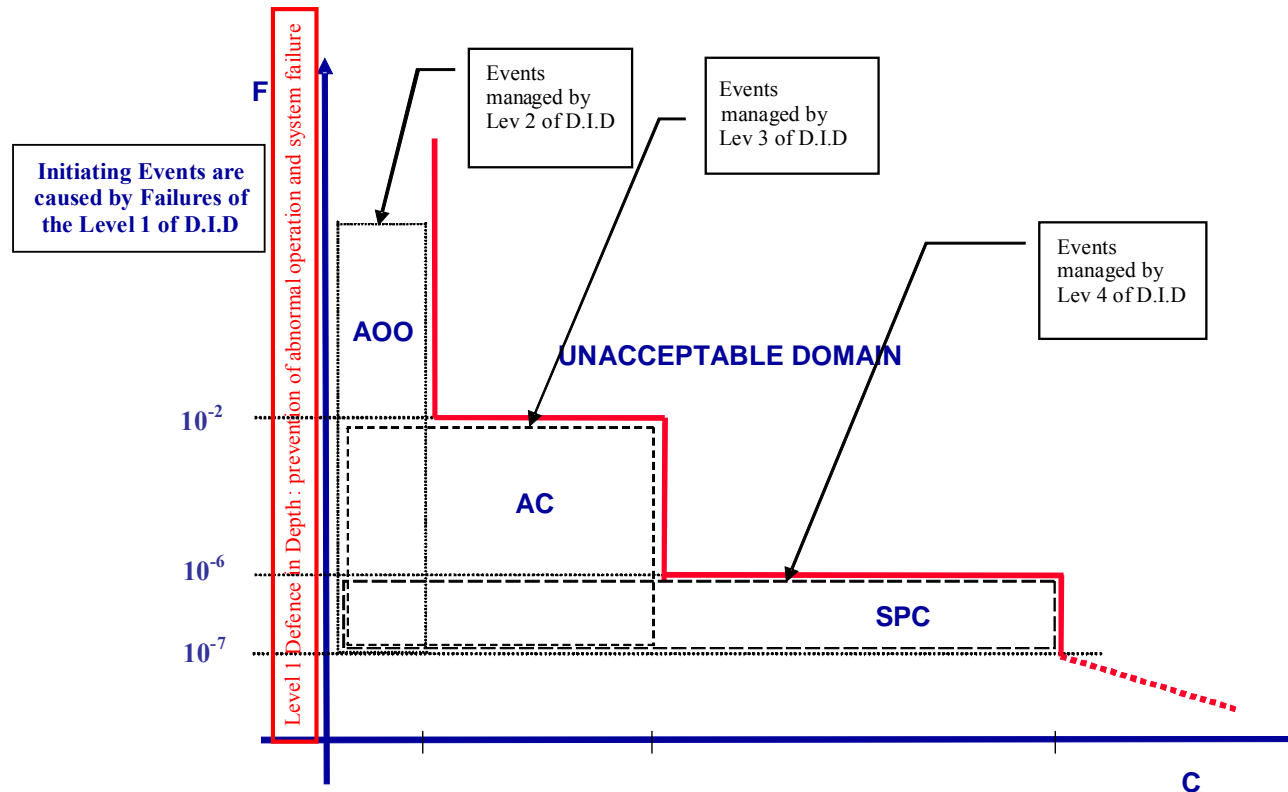 F
Events
managed by
Lev 2 of D.I.D
Events
managed by
Lev 3 of D.I.D
Initiating Events are
caused by Failures of
the Level 1 of D.I.D
Level 1 Defence in Depth : prevention of abnormal operation and system failure
Events
managed by
Lev 4 of D.I.D
AOO
UNACCEPTABLE DOMAIN
10⁻²
AC
10⁻⁶
SPC
10⁻⁷
C